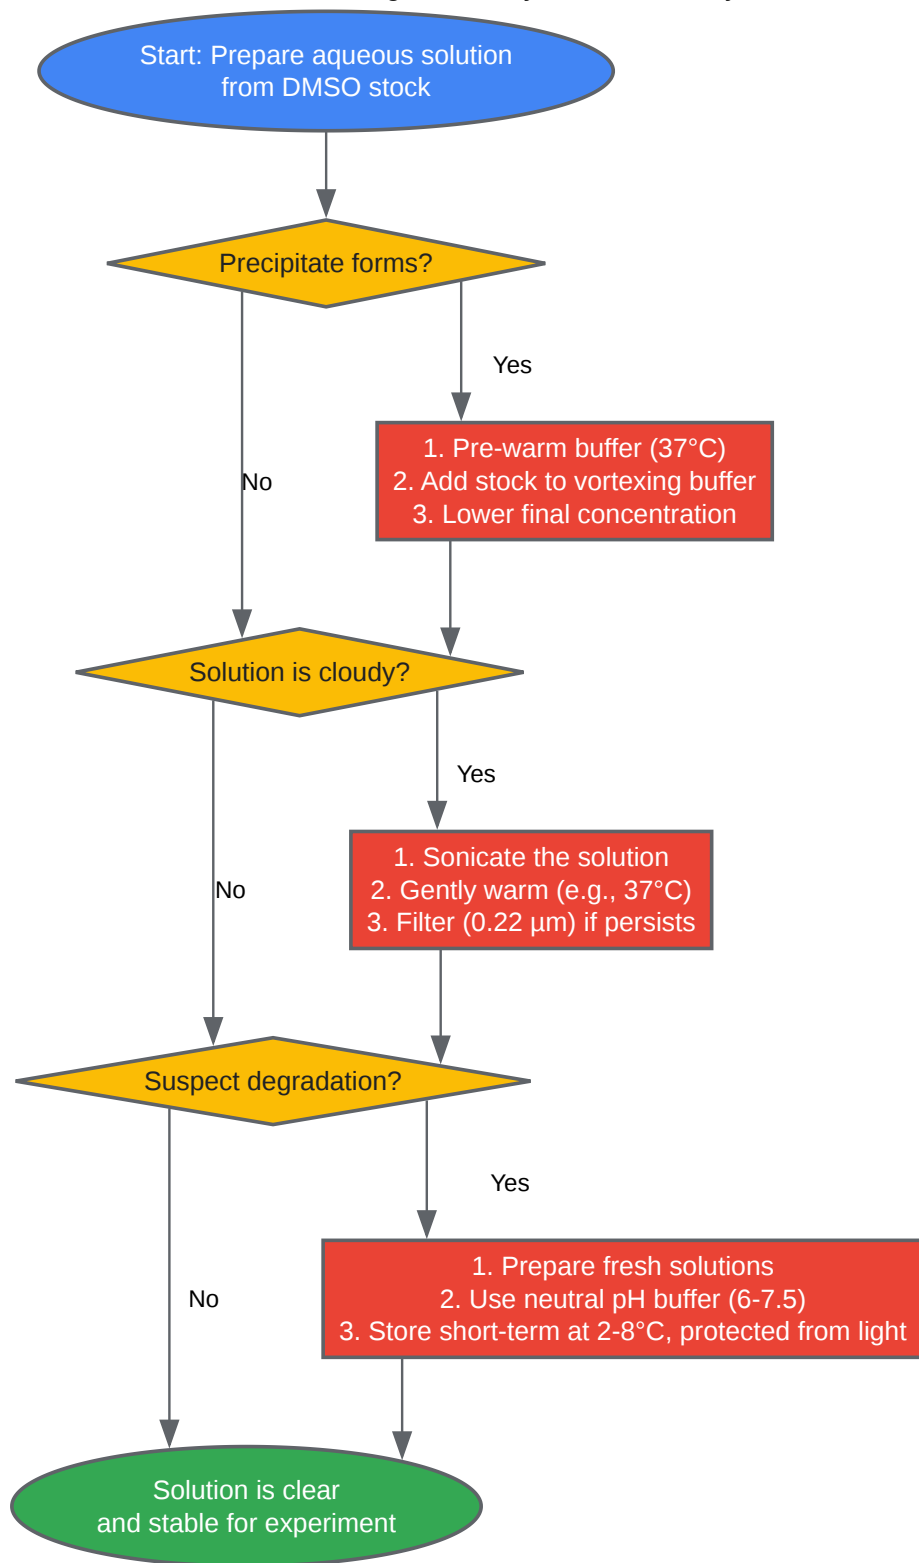 Start: Prepare aqueous solution
from DMSO stock
Precipitate forms?
Yes
No
1. Pre-warm buffer (37°C)
2. Add stock to vortexing buffer
3. Lower final concentration
Solution is cloudy?
Yes
No
1. Sonicate the solution
2. Gently warm (e.g., 37°C)
3. Filter (0.22 µm) if persists
Suspect degradation?
Yes
No
1. Prepare fresh solutions
2. Use neutral pH buffer (6-7.5)
3. Store short-term at 2-8°C, protected from light
Solution is clear
and stable for experiment